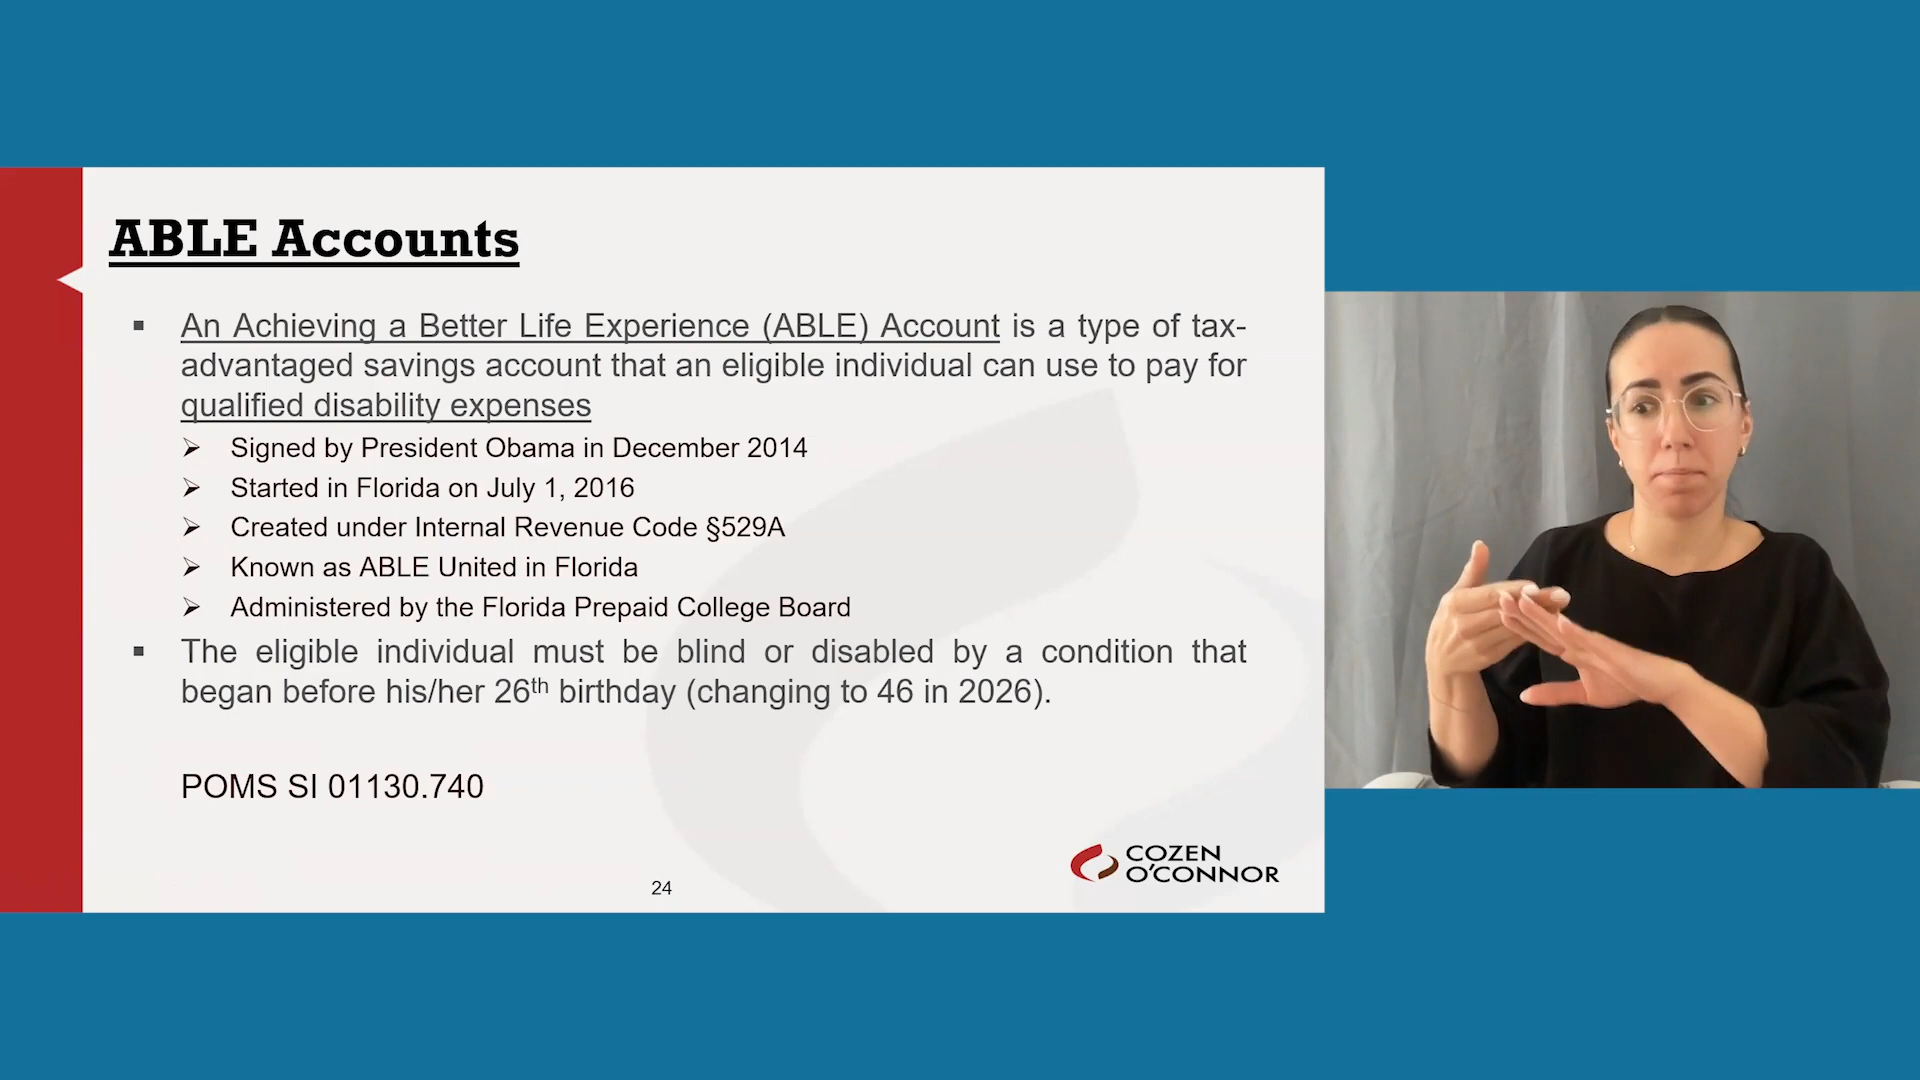 ABLE Accounts
▪ An Achieving a Better Life Experience (ABLE) Account is a type of tax-
advantaged savings account that an eligible individual can use to pay for
qualified disability expenses
➢ Signed by President Obama in December 2014
➢ Started in Florida on July 1, 2016
➢ Created under Internal Revenue Code §529A
➢ Known as ABLE United in Florida
➢ Administered by the Florida Prepaid College Board
▪ The eligible individual must be blind or disabled by a condition that
began before his/her 26th birthday (changing to 46 in 2026).
POMS SI 01130.740
COZEN
O'CONNOR
24